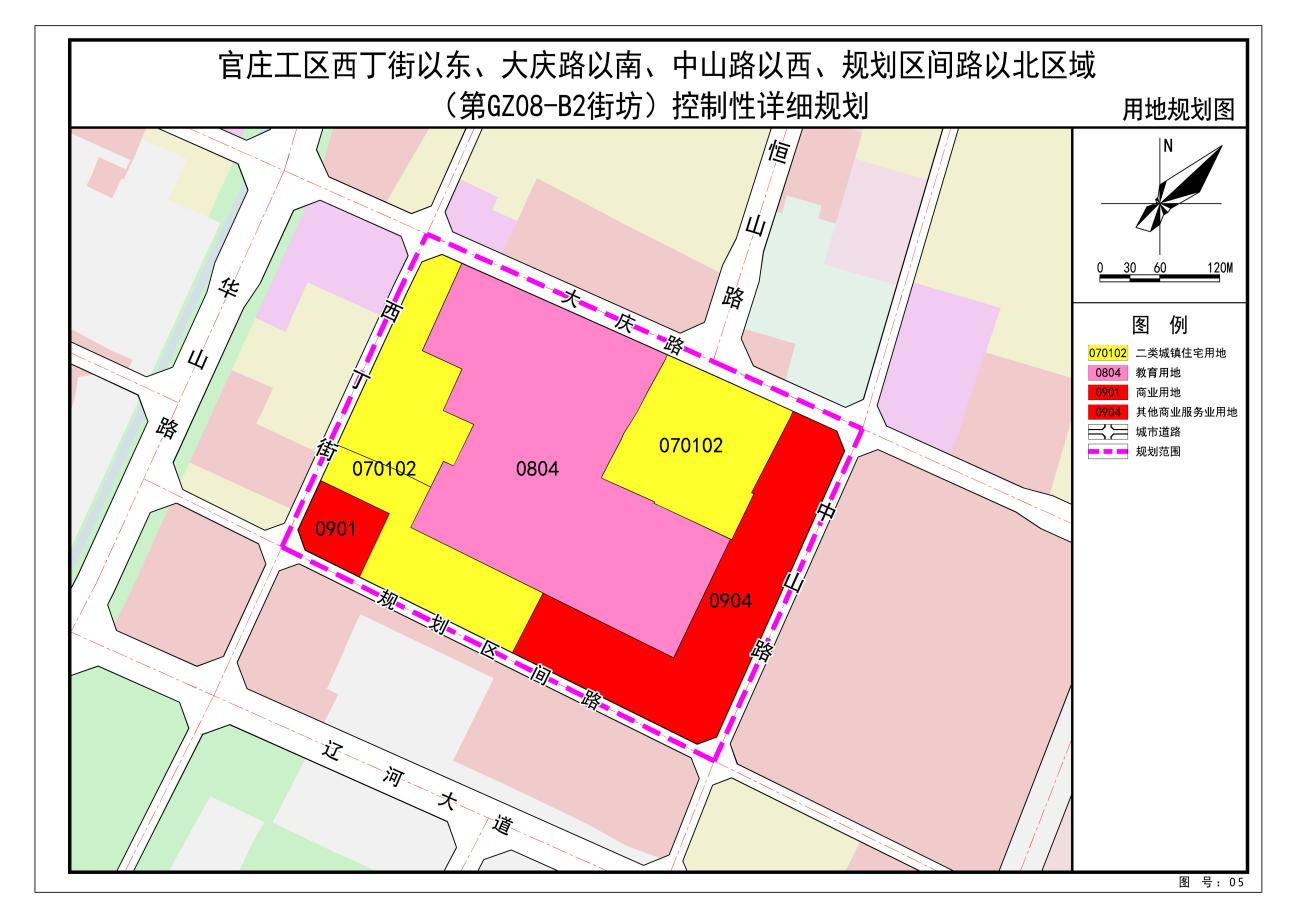 官庄工区西丁街以东、大庆路以南、中山路以西、规划区间路以北区域
（第GZ08-B2街坊）控制性详细规划
用地规划图
N
0 30 60 120M
图 例
070102 二类城镇住宅用地
0804 教育用地
0901 商业用地
0904 其他商业服务业用地
城市道路
规划范围
恒山路
华山路
大庆路
西丁街
中山路
规划区间路
辽河大道
070102
0804
070102
0901
0904
图 号：05